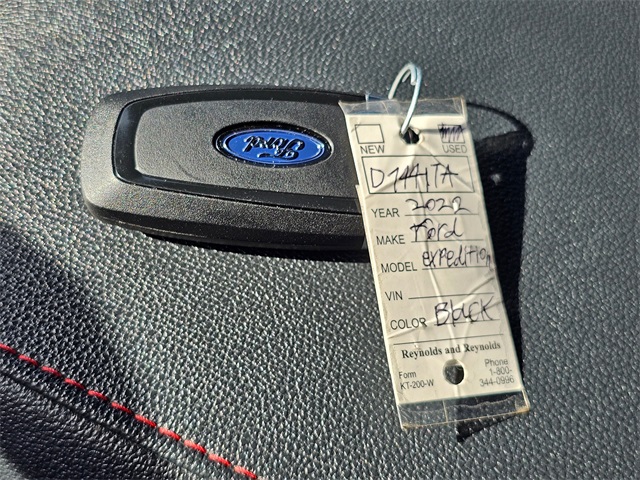 Ford
NEW USED
YEAR 2022
MAKE Ford
MODEL expedition
VIN
COLOR Black
Reynolds and Reynolds
Form
KT-200-W
Phone
1-800-
344-0996